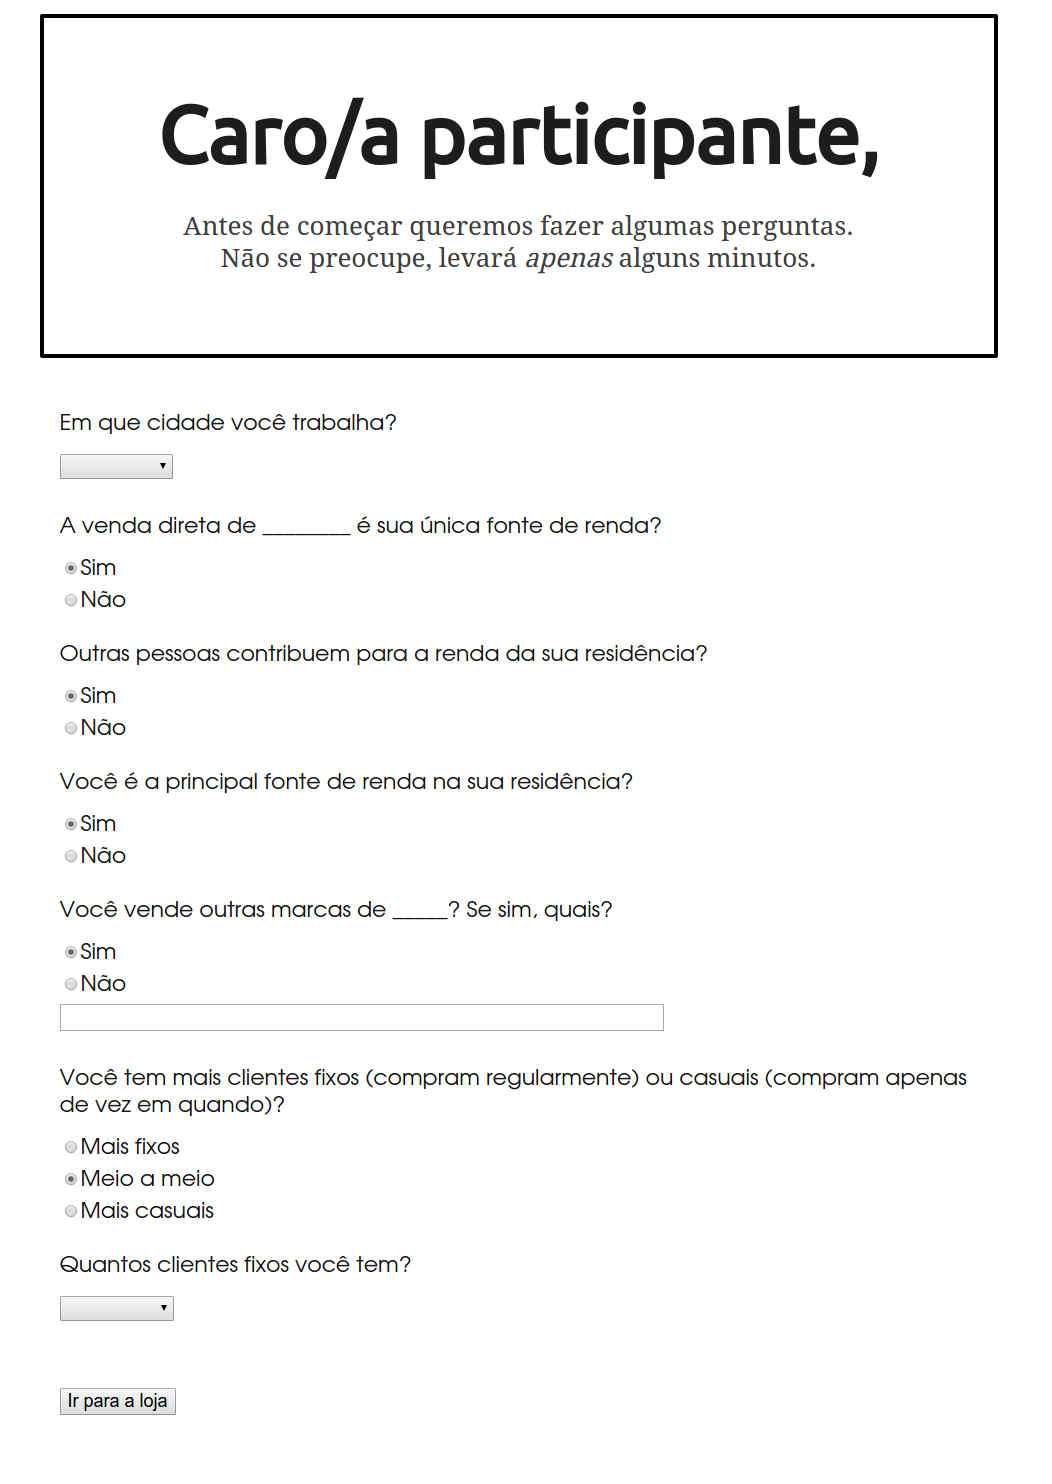 Caro/a participante,
Antes de começar queremos fazer algumas perguntas.
Não se preocupe, levará apenas alguns minutos.
Em que cidade você trabalha?
A venda direta de ________ é sua única fonte de renda?
Sim
Não
Outras pessoas contribuem para a renda da sua residência?
Sim
Não
Você é a principal fonte de renda na sua residência?
Sim
Não
Você vende outras marcas de _____? Se sim, quais?
Sim
Não
Você tem mais clientes fixos (compram regularmente) ou casuais (compram apenas
de vez em quando)?
Mais fixos
Meio a meio
Mais casuais
Quantos clientes fixos você tem?
Ir para a loja